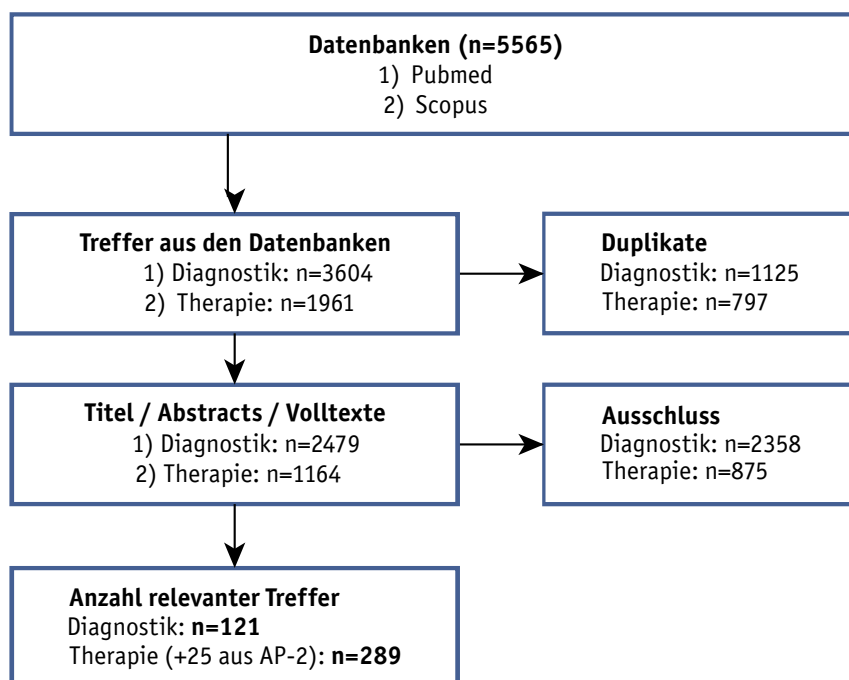 Datenbanken (n=5565)
1) Pubmed
2) Scopus
Treffer aus den Datenbanken
1) Diagnostik: n=3604
2) Therapie: n=1961
Duplikate
Diagnostik: n=1125
Therapie: n=797
Titel / Abstracts / Volltexte
1) Diagnostik: n=2479
2) Therapie: n=1164
Ausschluss
Diagnostik: n=2358
Therapie: n=875
Anzahl relevanter Treffer
Diagnostik: n=121
Therapie (+25 aus AP-2): n=289